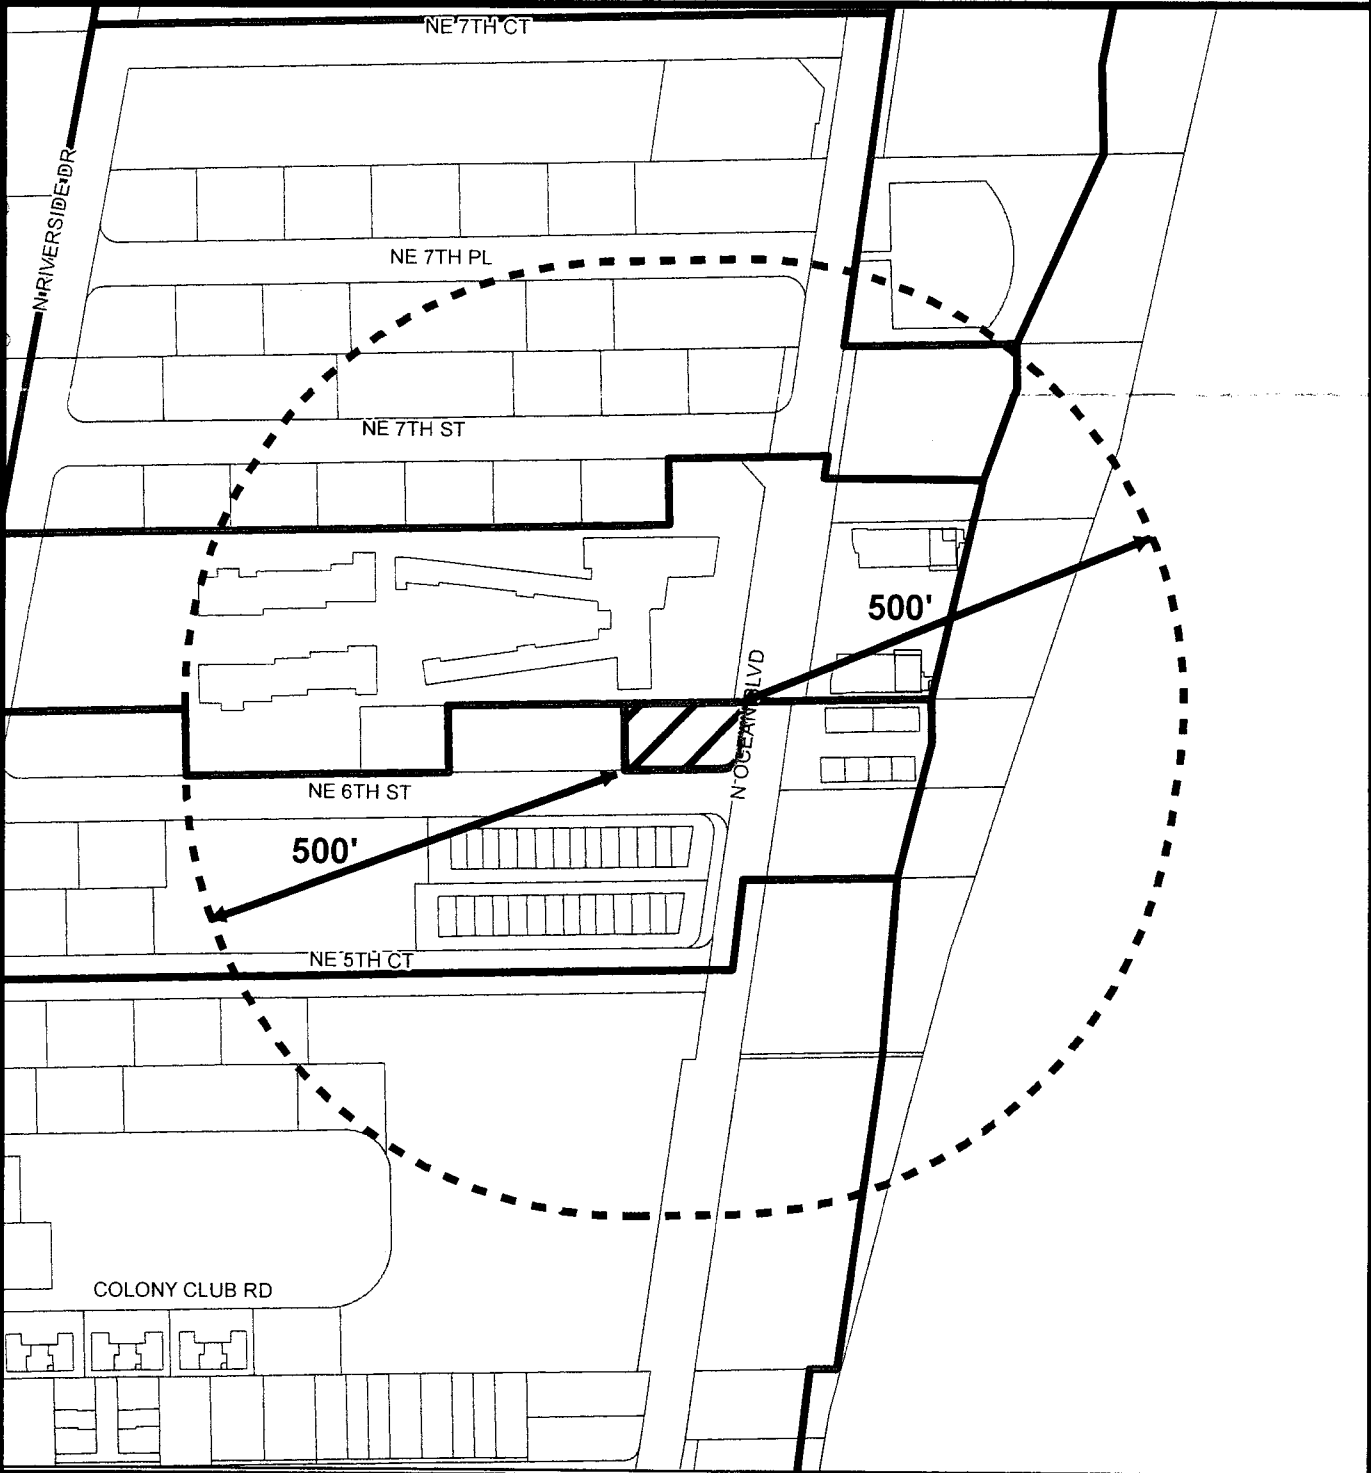 NE 7TH CT
N RIVERSIDE DR
NE 7TH PL
NE 7TH ST
500'
N OCEAN BLVD
NE 6TH ST
500'
NE 5TH CT
COLONY CLUB RD